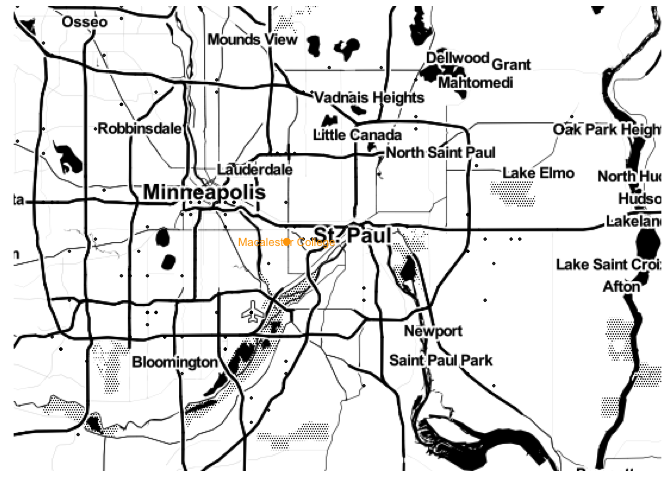 Osseo
Mounds View
Dellwood
Grant
Mahtomedi
Vadnais Heights
Robbinsdale
Little Canada
Oak Park Heigh
North Saint Paul
Lauderdale
Lake Elmo
North Hud
Minneapolis
ta
Hudso
Lakelan
St. Paul
Macalester College
n
Lake Saint Croi
Afton
Newport
Bloomington
Saint Paul Park